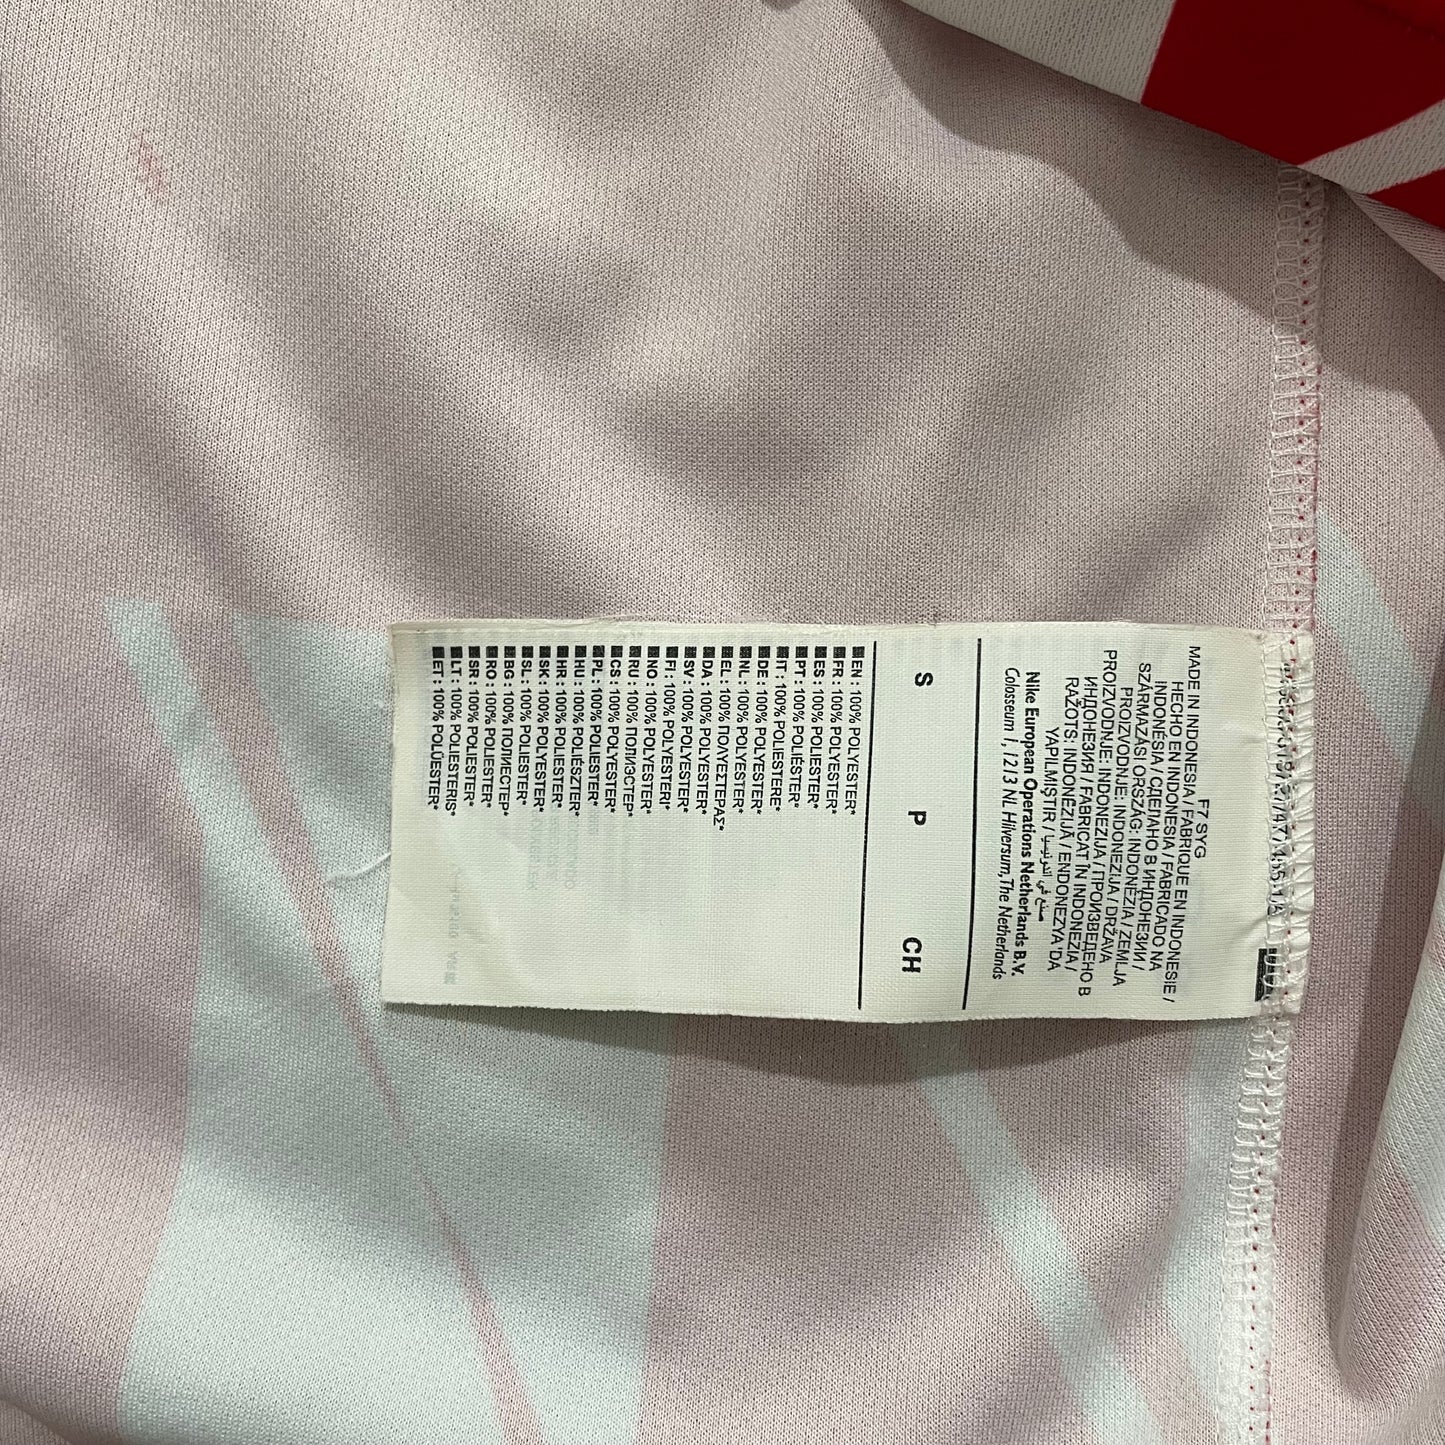 F7 SYG
MADE IN INDONESIA / FABRIQUE EN INDONESIE /
HECHO EN INDONESIA / FABRICADO NA
INDONÉSIA / СДЕЛАНО В ИНДОНЕЗИИ /
SZÁRMAZÁSI ORSZÁG: INDONÉZIA / ZEMLJA
PROIZVODNJE: INDONEZIJA / DRŽAVA
PROIZVODNJE: INDONEZIJA / ПРОИЗВЕДЕНО В
ИНДОНЕЗИЯ / FABRICAT ÎN INDONEZIA /
RAŽOTS: INDONĒZIJĀ / ENDONEZYA 'DA
YAPILMIŞTIR / صنع في اندونيسيا
Nike European Operations Netherlands B.V.
Colosseum 1, 1213 NL Hilversum, The Netherlands
S P CH
EN : 100% POLYESTER*
FR : 100% POLYESTER*
ES : 100% POLIESTER*
PT : 100% POLIÉSTER*
IT : 100% POLIESTERE*
DE : 100% POLYESTER*
NL : 100% POLYESTER*
EL : 100% ΠΟΛΥΕΣΤΕΡΑΣ*
DA : 100% POLYESTER*
SV : 100% POLYESTER*
FI : 100% POLYESTERI*
NO : 100% POLYESTER*
RU : 100% ПОЛИЭСТЕР*
CS : 100% POLYESTER*
PL : 100% POLIESTER*
HU : 100% POLIÉSZTER*
HR : 100% POLIESTER*
SK : 100% POLYESTER*
SL : 100% POLIESTER*
BG : 100% ПОЛИЕСТЕР*
RO : 100% POLIESTER*
SR : 100% POLIESTER*
LT : 100% POLIESTERIS*
ET : 100% POLÜESTER*